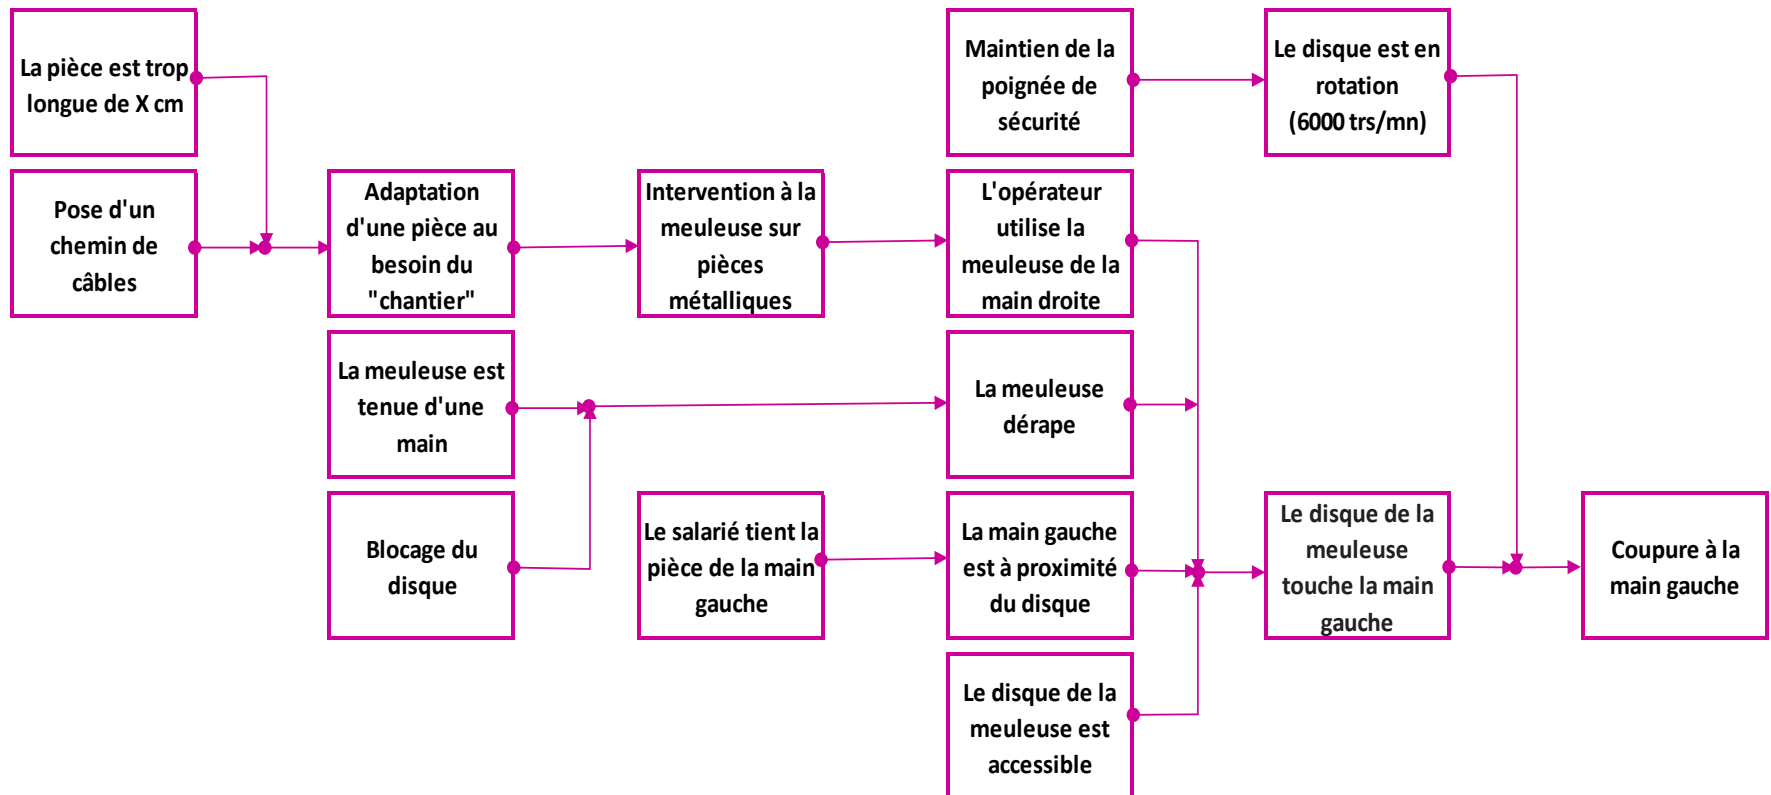 La pièce est trop
longue de X cm
Maintien de la
poignée de
sécurité
Le disque est en
rotation
(6000 trs/mn)
Pose d'un
chemin de
câbles
Adaptation
d'une pièce au
besoin du
"chantier"
Intervention à la
meuleuse sur
pièces
métalliques
L'opérateur
utilise la
meuleuse de la
main droite
La meuleuse est
tenue d'une
main
La meuleuse
dérape
Blocage du
disque
Le salarié tient la
pièce de la main
gauche
La main gauche
est à proximité
du disque
Le disque de la
meuleuse
touche la main
gauche
Coupure à la
main gauche
Le disque de la
meuleuse est
accessible